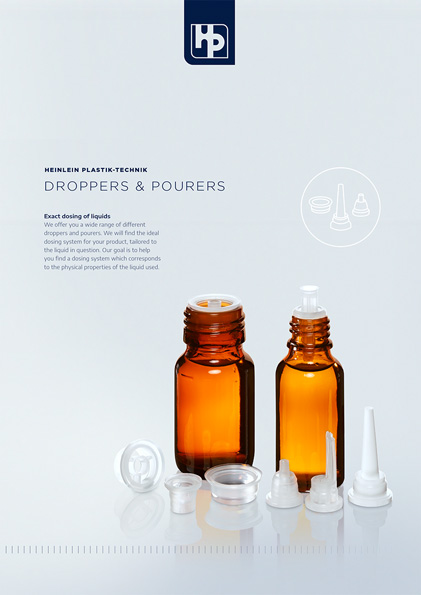 HP
HEINLEIN PLASTIK-TECHNIK
DROPPERS & POURERS
Exact dosing of liquids
We offer you a wide range of different
droppers and pourers. We will find the ideal
dosing system for your product, tailored to
the liquid in question. Our goal is to help
you find a dosing system which corresponds
to the physical properties of the liquid used.